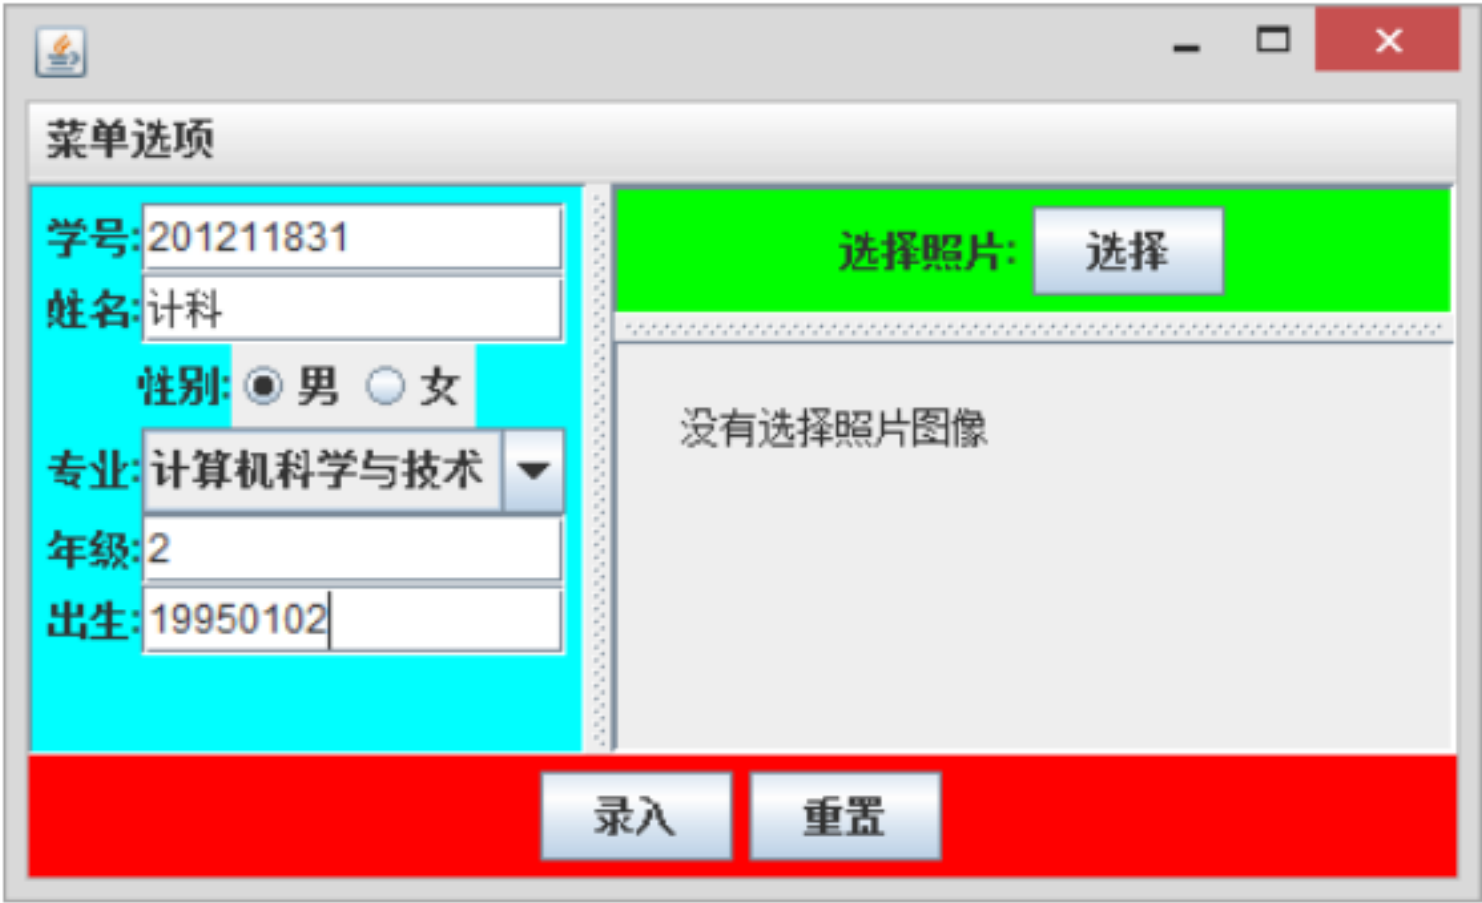 菜单选项
学号:201211831
姓名:计科
性别: 男 女
专业:计算机科学与技术
年级:2
出生:19950102
选择照片: 选择
没有选择照片图像
录入 重置